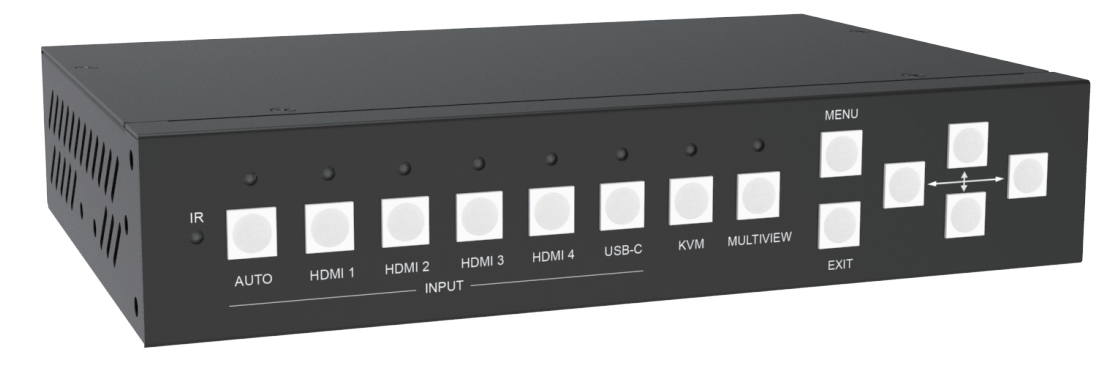 MENU
IR
AUTO
HDMI 1
HDMI 2
HDMI 3
HDMI 4
USB-C
KVM
MULTIVIEW
INPUT
EXIT